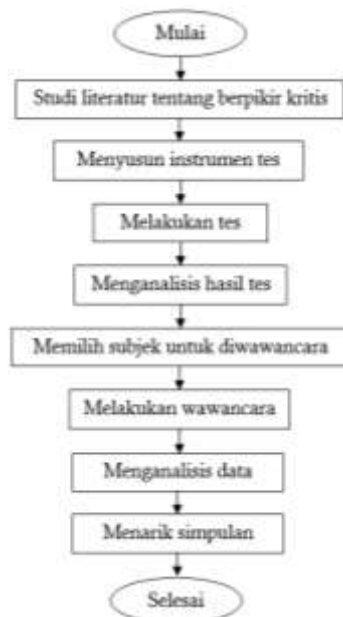 Mulai
Studi literatur tentang berpikir kritis
Menyusun instrumen tes
Melakukan tes
Menganalisis hasil tes
Memilih subjek untuk diwawancara
Melakukan wawancara
Menganalisis data
Menarik simpulan
Selesai